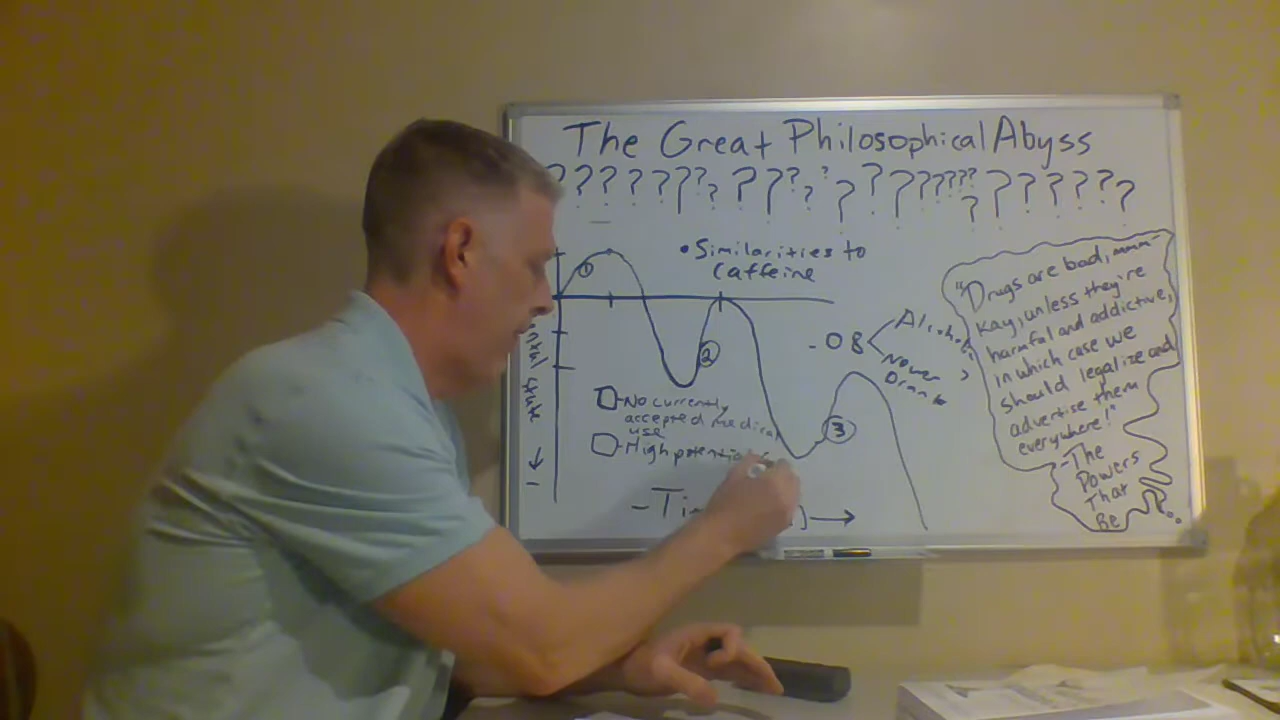 The Great Philosophical Abyss
????????????????????????????????
• Similarities to
caffeine
①
②
③
.08
Alcohol
Never
Drank
□-No currently
accepted medical
use
□-High potential
state
"Drugs are bad, mmm-
kay, unless they're
harmful and addictive,
in which case we
should legalize and
advertise them
everywhere!"
-The
Powers
That
Be